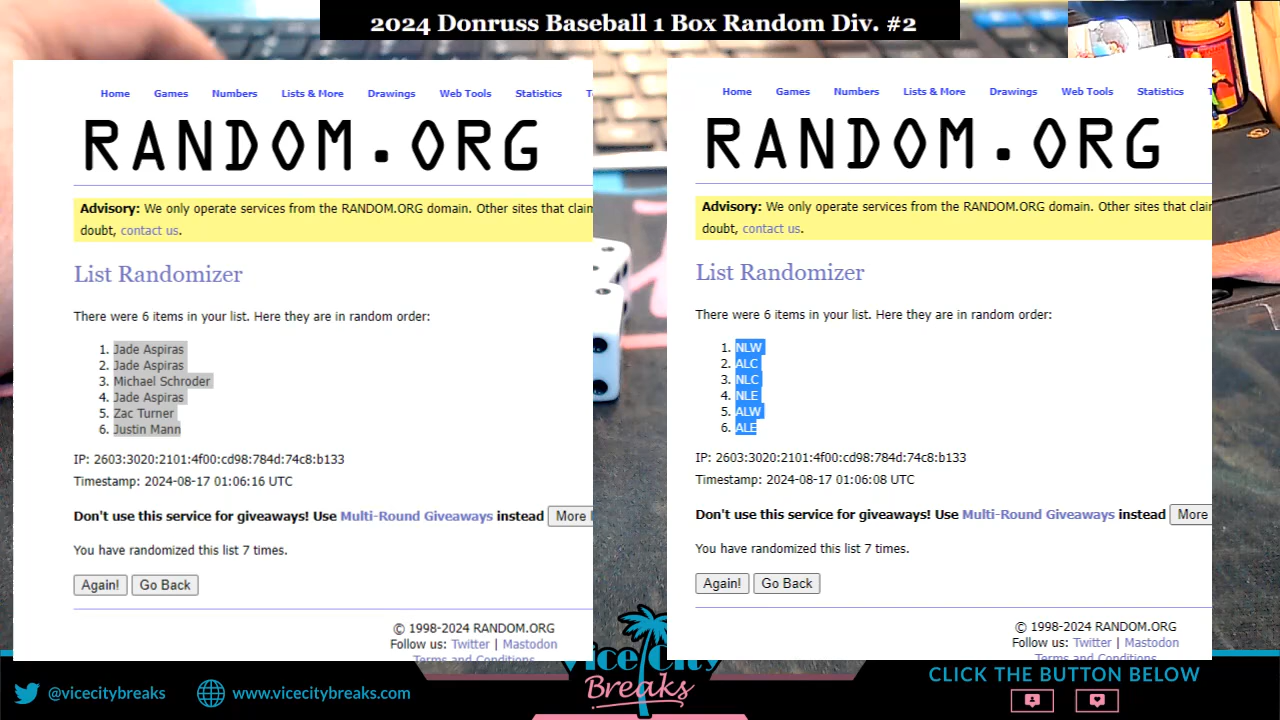 2024 Donruss Baseball 1 Box Random Div. #2
Home Games Numbers Lists & More Drawings Web Tools Statistics
RANDOM.ORG
Advisory: We only operate services from the RANDOM.ORG domain. Other sites that claim
doubt, contact us.
List Randomizer
There were 6 items in your list. Here they are in random order:
1. Jade Aspiras
2. Jade Aspiras
3. Michael Schroder
4. Jade Aspiras
5. Zac Turner
6. Justin Mann
IP: 2603:3020:2101:4f00:cd98:784d:74c8:b133
Timestamp: 2024-08-17 01:06:16 UTC
Don't use this service for giveaways! Use Multi-Round Giveaways instead More
You have randomized this list 7 times.
Again! Go Back
© 1998-2024 RANDOM.ORG
Follow us: Twitter | Mastodon
Terms and Conditions
Home Games Numbers Lists & More Drawings Web Tools Statistics
RANDOM.ORG
Advisory: We only operate services from the RANDOM.ORG domain. Other sites that
doubt, contact us.
List Randomizer
There were 6 items in your list. Here they are in random order:
1. NLW
2. ALC
3. NLC
4. NLE
5. ALW
6. ALE
IP: 2603:3020:2101:4f00:cd98:784d:74c8:b133
Timestamp: 2024-08-17 01:06:08 UTC
Don't use this service for giveaways! Use Multi-Round Giveaways instead More
You have randomized this list 7 times.
Again! Go Back
© 1998-2024 RANDOM.ORG
Follow us: Twitter | Mastodon
Terms and Conditions
@vicecitybreaks www.vicecitybreaks.com
Vice City
Breaks
CLICK THE BUTTON BELOW